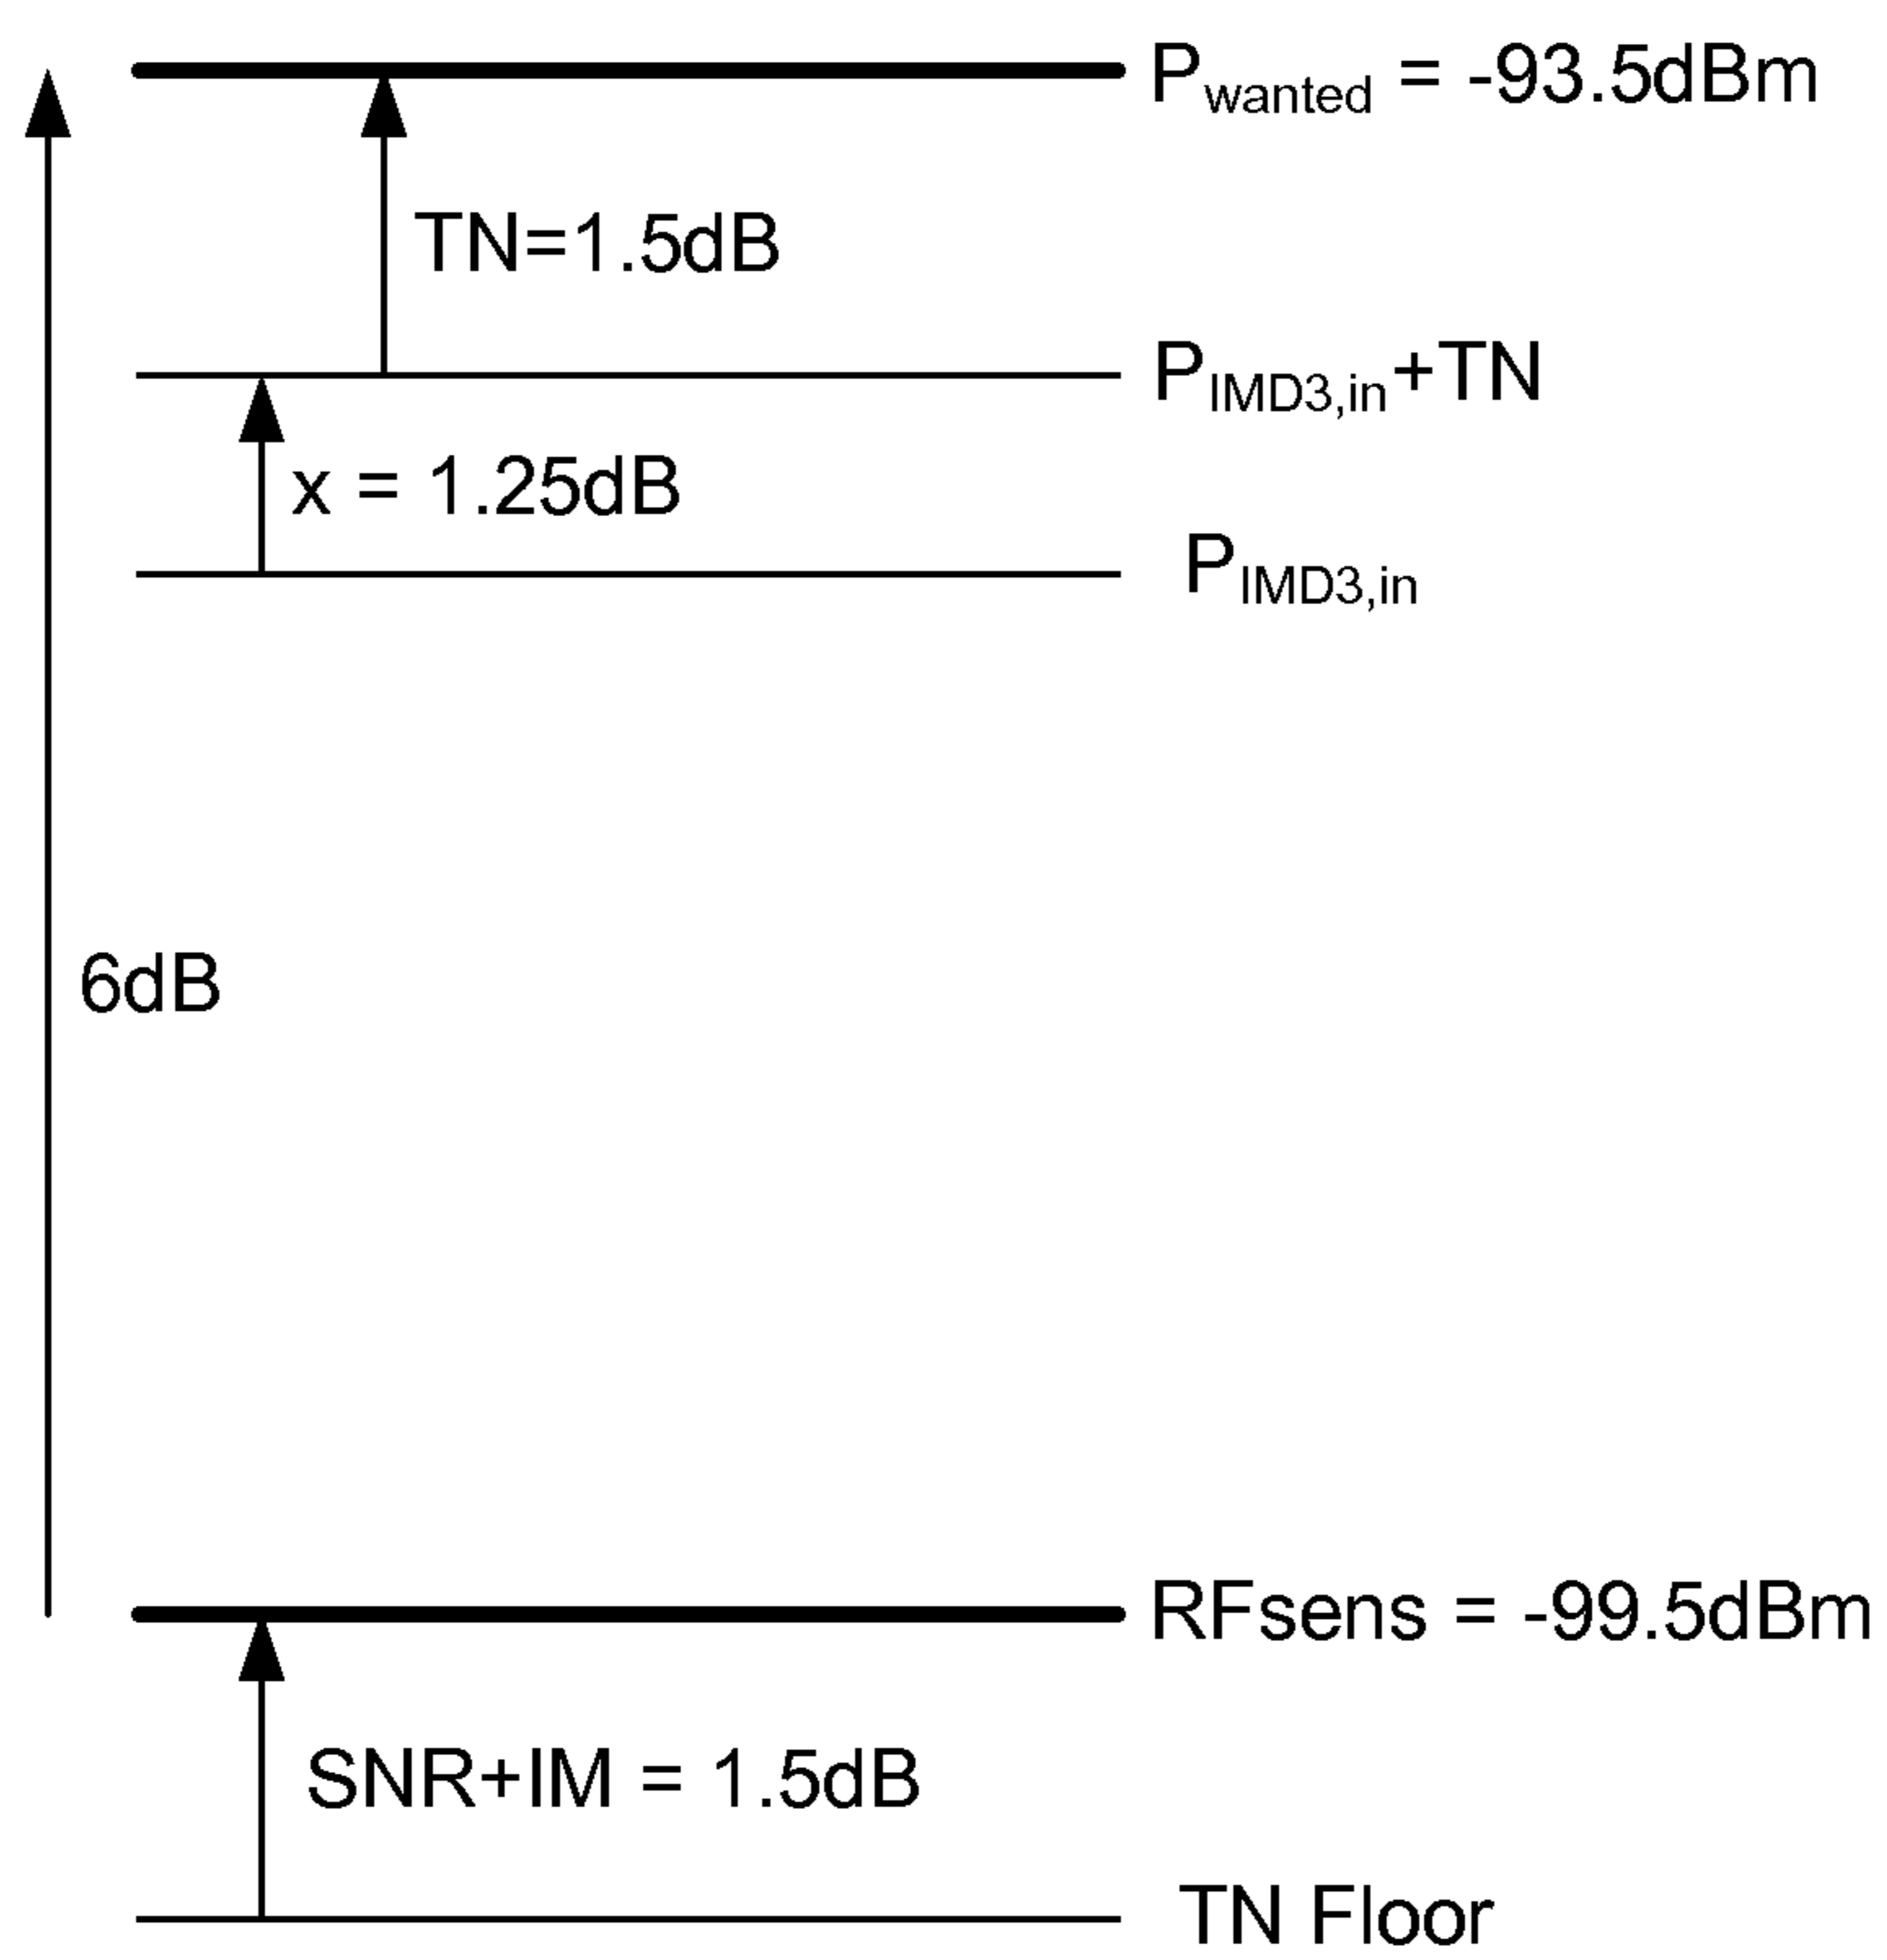 P_wanted = -93.5dBm
TN=1.5dB
P_IMD3,in+TN
x = 1.25dB
P_IMD3,in
6dB
RFsens = -99.5dBm
SNR+IM = 1.5dB
TN Floor